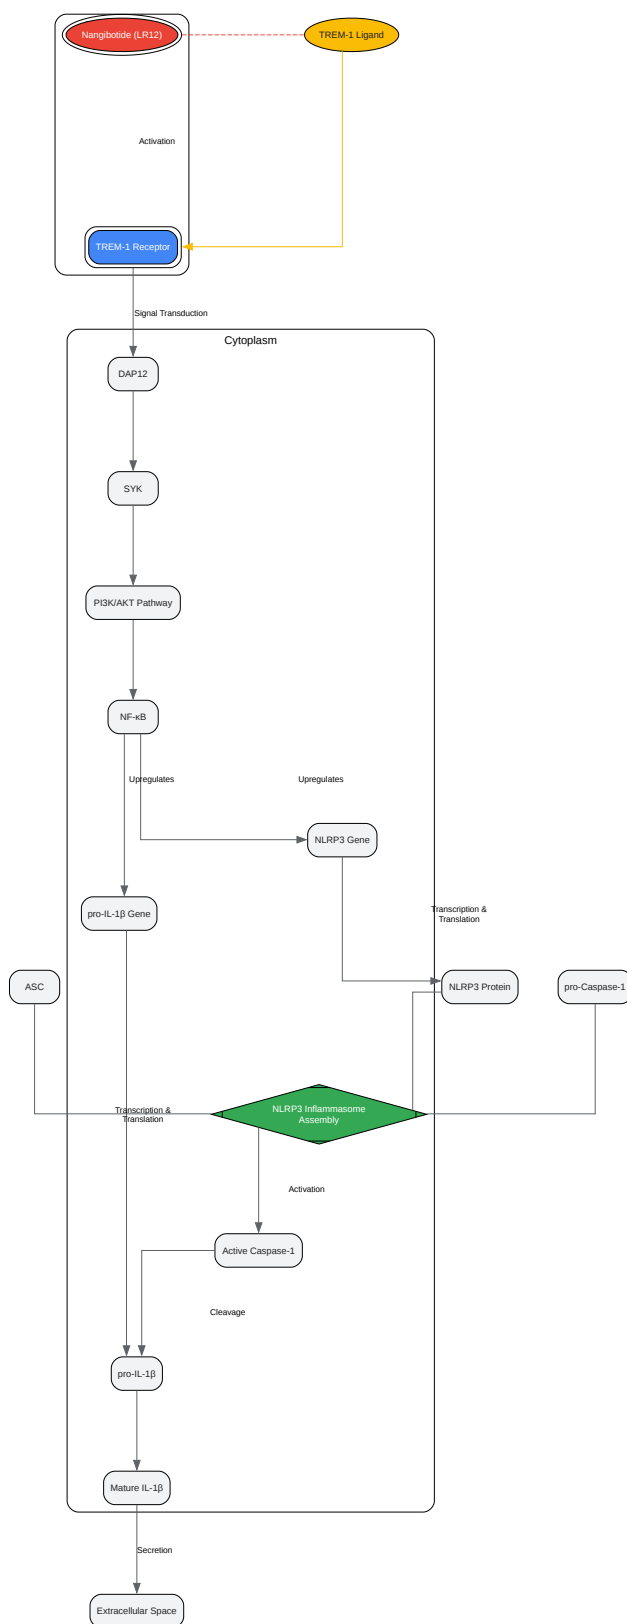 Nangibotide (LR12)
TREM-1 Ligand
Activation
TREM-1 Receptor
Signal Transduction
Cytoplasm
DAP12
SYK
PI3K/AKT Pathway
NF-κB
Upregulates
Upregulates
NLRP3 Gene
pro-IL-1β Gene
Transcription &
Translation
ASC
NLRP3 Protein
pro-Caspase-1
Transcription &
Translation
NLRP3 Inflammasome
Assembly
Activation
Active Caspase-1
Cleavage
pro-IL-1β
Mature IL-1β
Secretion
Extracellular Space